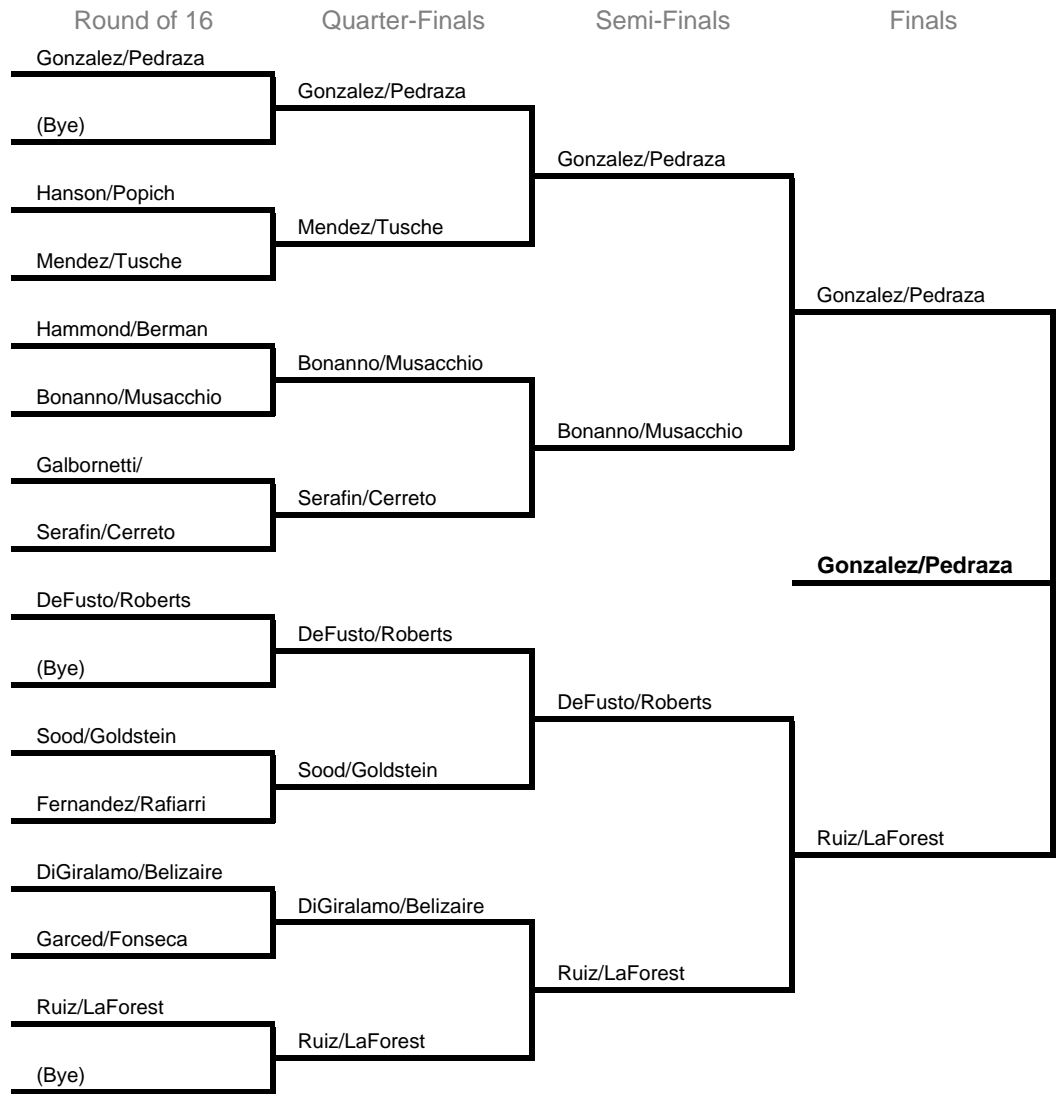 Round of 16 Quarter-Finals Semi-Finals Finals
Gonzalez/Pedraza
(Bye)
Hanson/Popich
Mendez/Tusche
Hammond/Berman
Bonanno/Musacchio
Galbornetti/
Serafin/Cerreto
DeFusto/Roberts
(Bye)
Sood/Goldstein
Fernandez/Rafiarri
DiGiralamo/Belizaire
Garced/Fonseca
Ruiz/LaForest
(Bye)
Gonzalez/Pedraza
Mendez/Tusche
Bonanno/Musacchio
Serafin/Cerreto
DeFusto/Roberts
Sood/Goldstein
DiGiralamo/Belizaire
Ruiz/LaForest
Gonzalez/Pedraza
Bonanno/Musacchio
DeFusto/Roberts
Ruiz/LaForest
Gonzalez/Pedraza
Gonzalez/Pedraza
Ruiz/LaForest